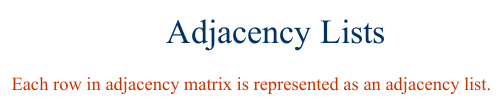 Adjacency Lists
Each row in adjacency matrix is represented as an adjacency list.